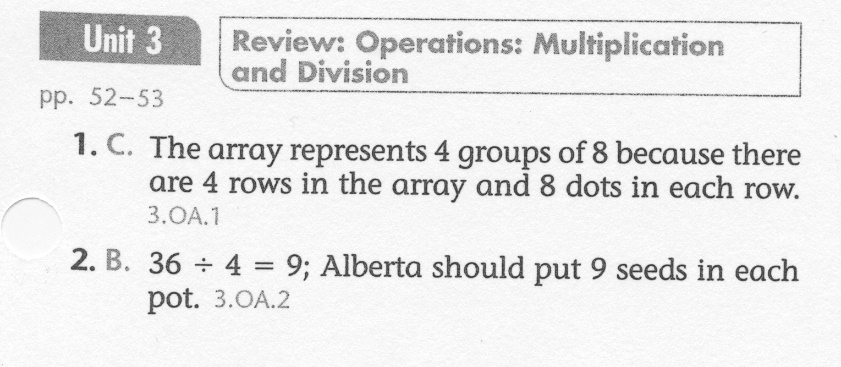 Unit 3
Review: Operations: Multiplication
and Division
pp. 52–53
1. C. The array represents 4 groups of 8 because there
are 4 rows in the array and 8 dots in each row.
3.OA.1
2. B. 36 ÷ 4 = 9; Alberta should put 9 seeds in each
pot. 3.OA.2